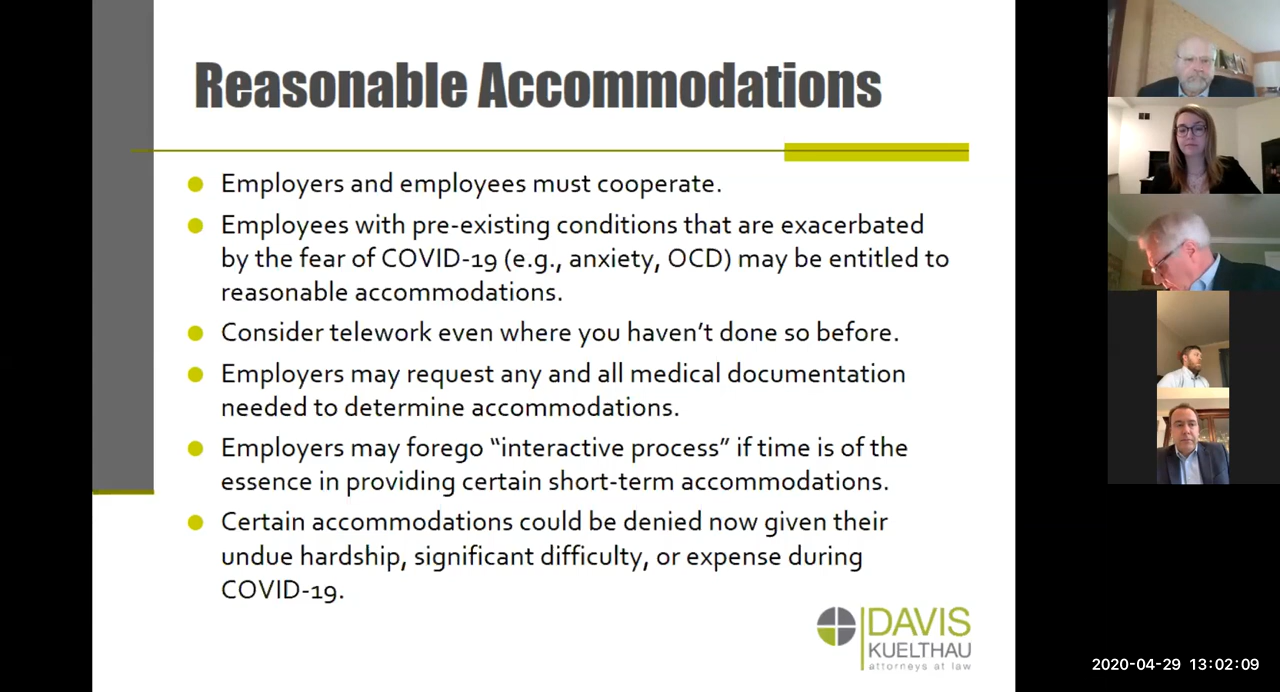 Reasonable Accommodations
Employers and employees must cooperate.
Employees with pre-existing conditions that are exacerbated
by the fear of COVID-19 (e.g., anxiety, OCD) may be entitled to
reasonable accommodations.
Consider telework even where you haven't done so before.
Employers may request any and all medical documentation
needed to determine accommodations.
Employers may forego “interactive process” if time is of the
essence in providing certain short-term accommodations.
Certain accommodations could be denied now given their
undue hardship, significant difficulty, or expense during
COVID-19.
DAVIS
KUELTHAU
attorneys at law
2020-04-29 13:02:09